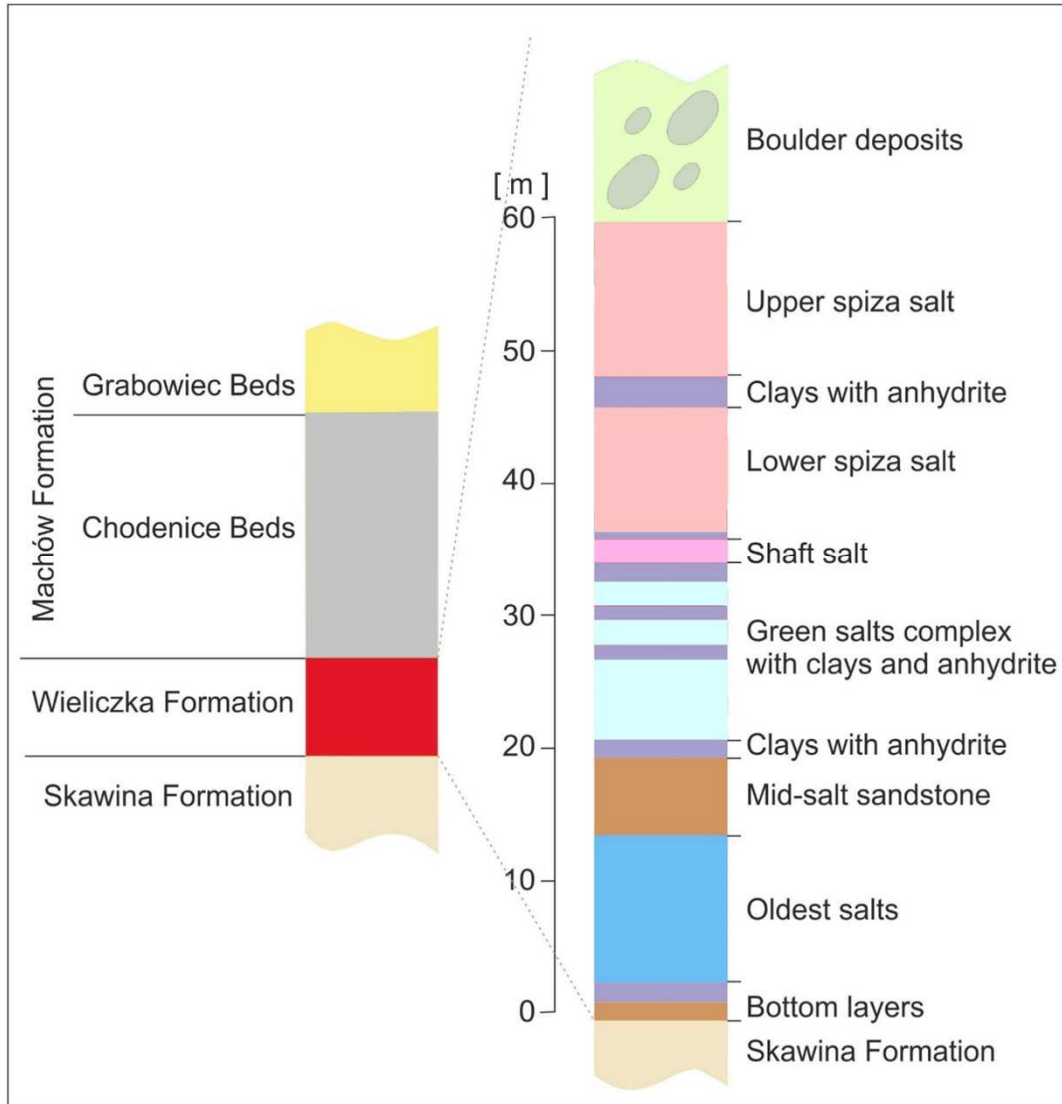 Machów Formation
Grabowiec Beds
Chodenice Beds
Wieliczka Formation
Skawina Formation
[ m ]
60
50
40
30
20
10
0
Boulder deposits
Upper spiza salt
Clays with anhydrite
Lower spiza salt
Shaft salt
Green salts complex
with clays and anhydrite
Clays with anhydrite
Mid-salt sandstone
Oldest salts
Bottom layers
Skawina Formation